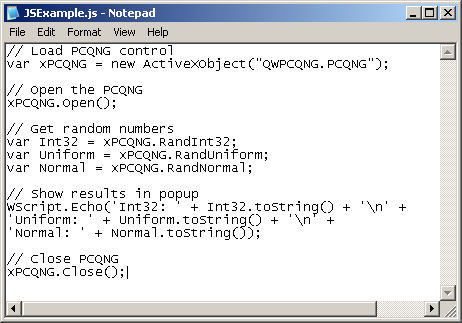 JSExample.js - Notepad
File Edit Format View Help
// Load PCQNG control
var xPCQNG = new ActiveXObject("QWPCQNG.PCQNG");
// Open the PCQNG
xPCQNG.Open();
// Get random numbers
var Int32 = xPCQNG.RandInt32;
var Uniform = xPCQNG.RandUniform;
var Normal = xPCQNG.RandNormal;
// Show results in popup
WScript.Echo('Int32: ' + Int32.toString() + '\n' +
'Uniform: ' + Uniform.toString() + '\n' +
'Normal: ' + Normal.toString());
// Close PCQNG
xPCQNG.Close();